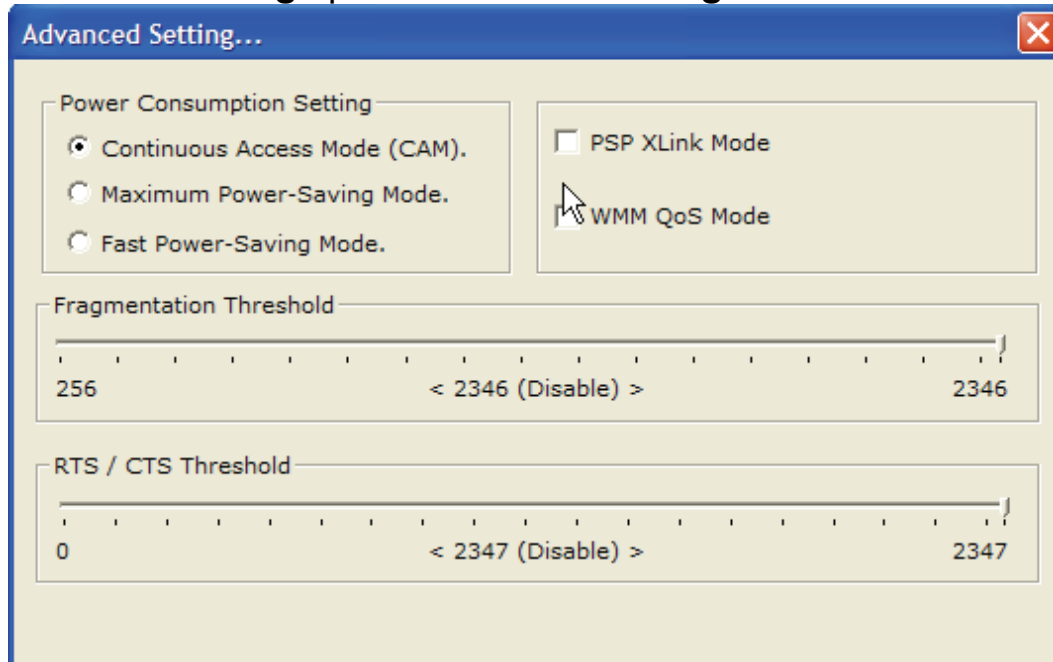 Advanced Setting...
Power Consumption Setting
Continuous Access Mode (CAM).
Maximum Power-Saving Mode.
Fast Power-Saving Mode.
PSP XLink Mode
WMM QoS Mode
Fragmentation Threshold
256 < 2346 (Disable) > 2346
RTS / CTS Threshold
0 < 2347 (Disable) > 2347